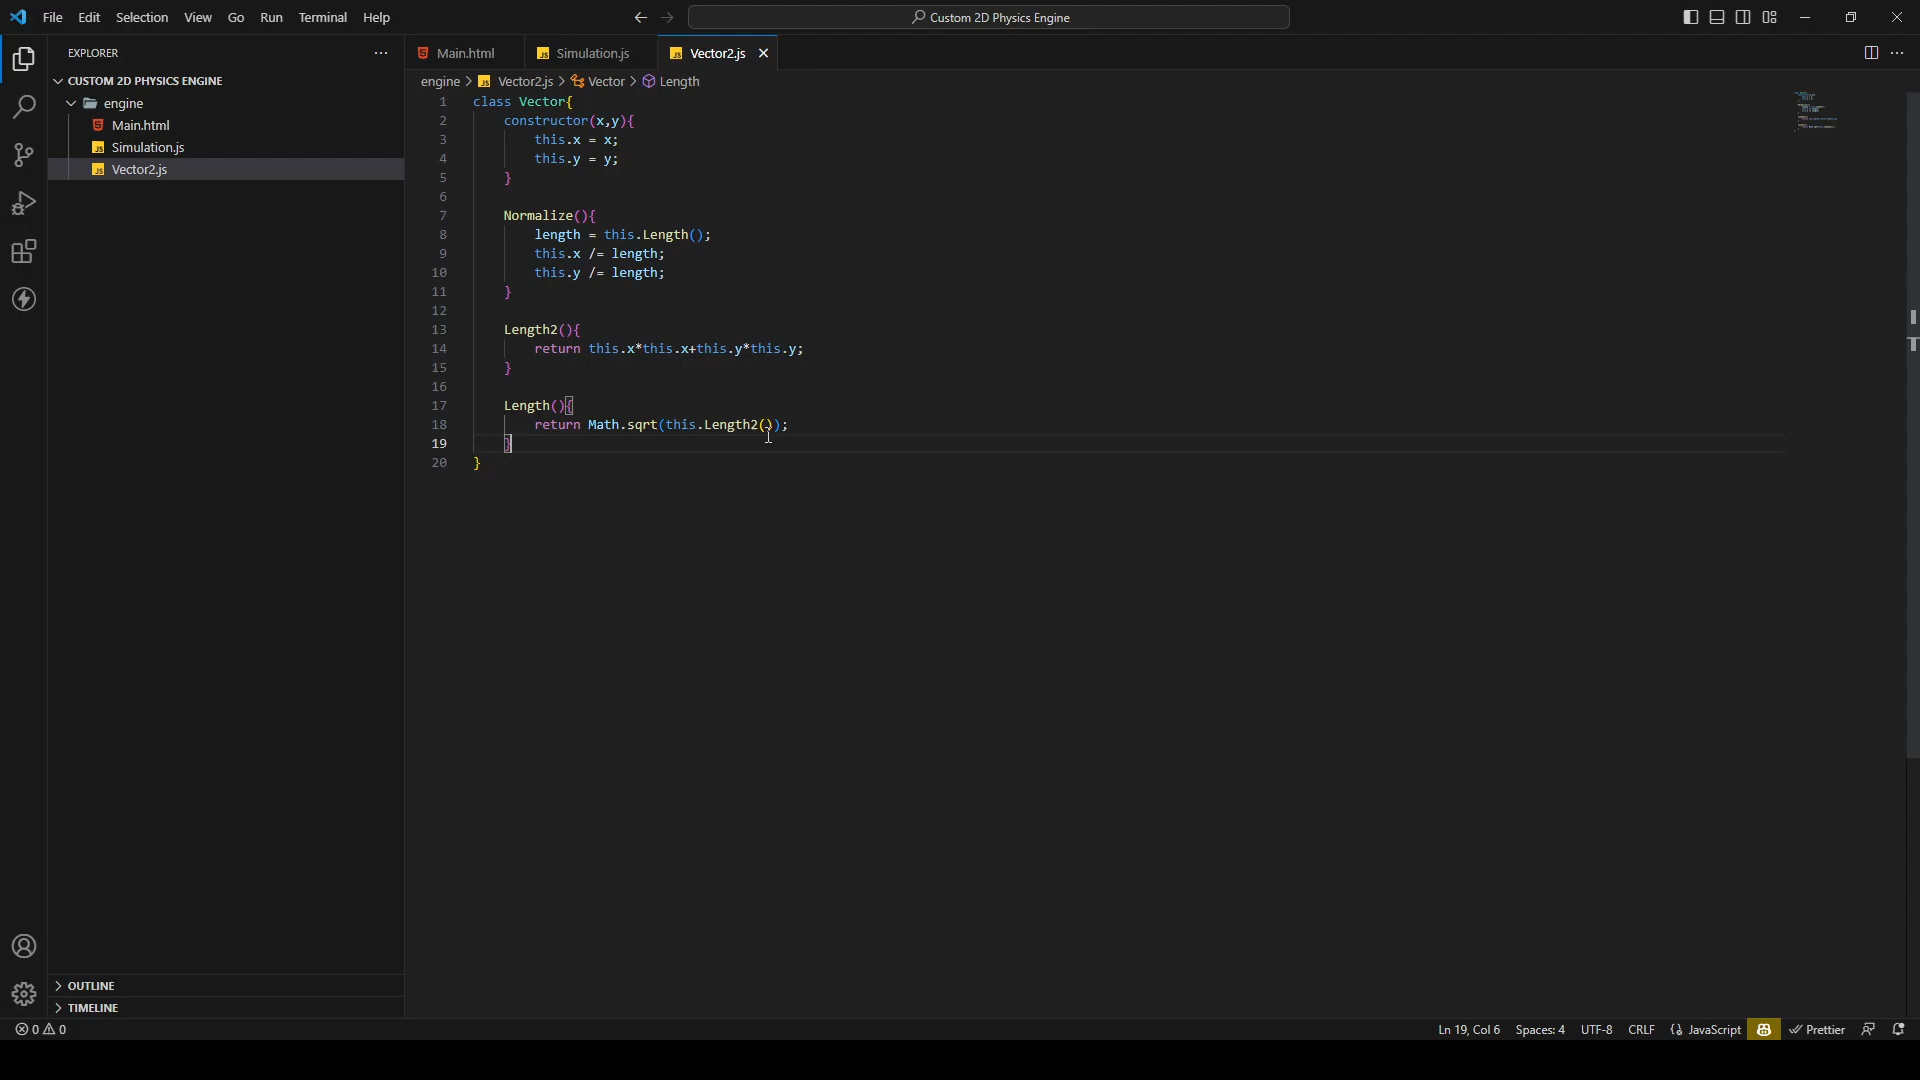 File Edit Selection View Go Run Terminal Help
Custom 2D Physics Engine
EXPLORER
CUSTOM 2D PHYSICS ENGINE
engine
Main.html
Simulation.js
Vector2.js
OUTLINE
TIMELINE
Main.html
Simulation.js
Vector2.js
engine > Vector2.js > Vector > Length
1 class Vector{
2 constructor(x,y){
3 this.x = x;
4 this.y = y;
5 }
6
7 Normalize(){
8 length = this.Length();
9 this.x /= length;
10 this.y /= length;
11 }
12
13 Length2(){
14 return this.x*this.x+this.y*this.y;
15 }
16
17 Length(){
18 return Math.sqrt(this.Length2());
19 }
20 }
0 0
Ln 19, Col 6 Spaces: 4 UTF-8 CRLF {} JavaScript Prettier